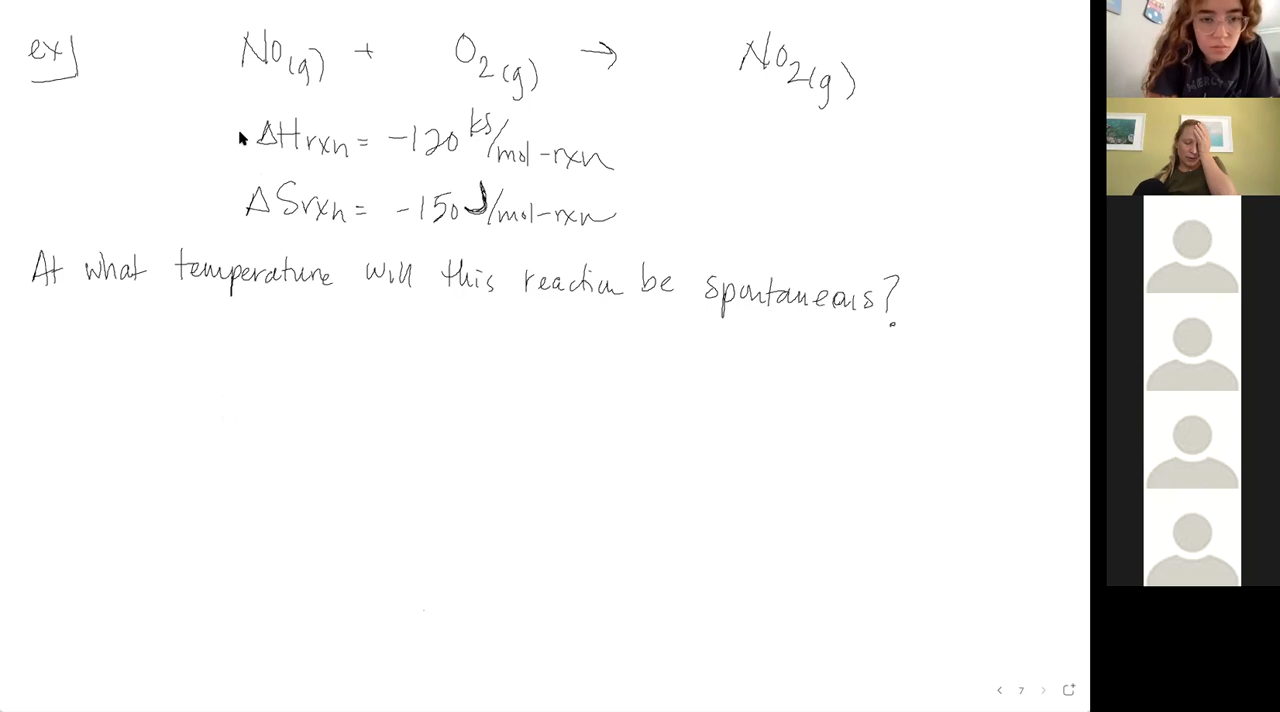 ex]
NO(g) + O2(g) → NO2(g)
ΔHrxn = -120 kJ/mol-rxn
ΔSrxn = -150 J/mol-rxn
At what temperature will this reaction be spontaneous?
7